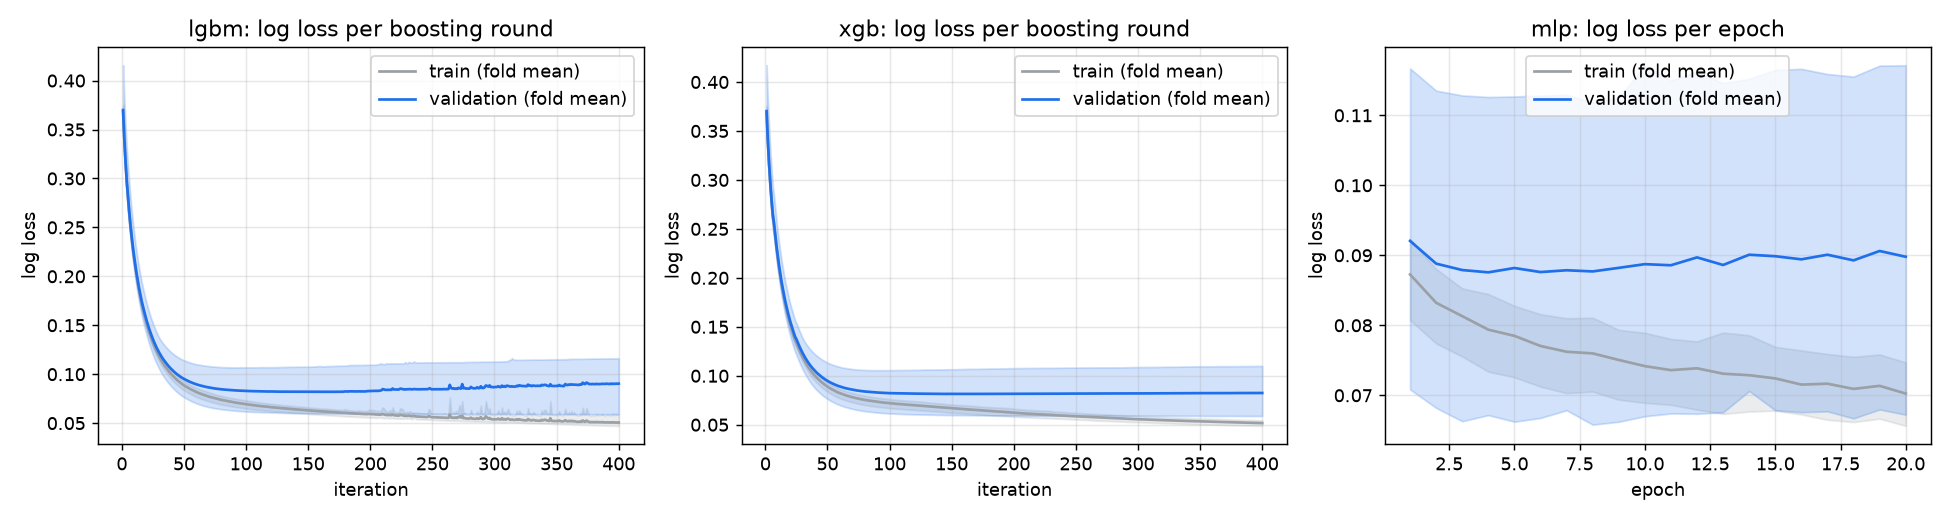 lgbm: log loss per boosting round
train (fold mean)
validation (fold mean)
log loss
0.40
0.35
0.30
0.25
0.20
0.15
0.10
0.05
0 50 100 150 200 250 300 350 400
iteration
xgb: log loss per boosting round
train (fold mean)
validation (fold mean)
log loss
0.40
0.35
0.30
0.25
0.20
0.15
0.10
0.05
0 50 100 150 200 250 300 350 400
iteration
mlp: log loss per epoch
train (fold mean)
validation (fold mean)
log loss
0.11
0.10
0.09
0.08
0.07
2.5 5.0 7.5 10.0 12.5 15.0 17.5 20.0
epoch